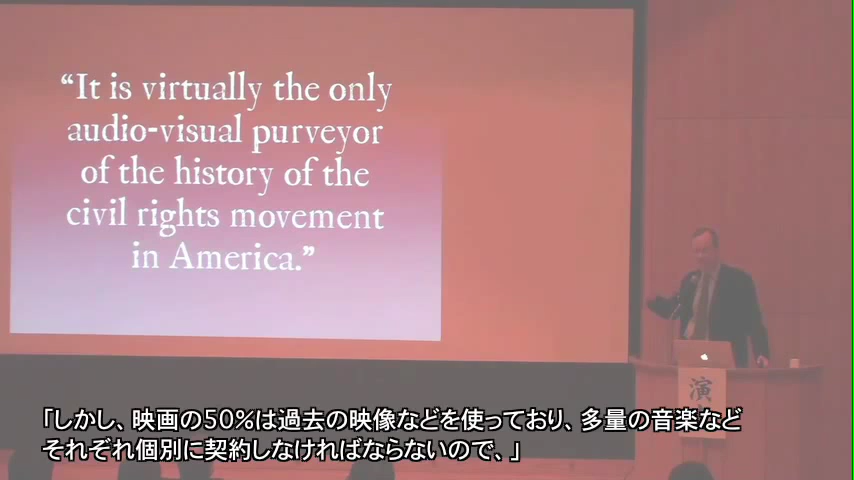 “It is virtually the only
audio-visual purveyor
of the history of the
civil rights movement
in America.”
演
「しかし、映画の50%は過去の映像などを使っており、多量の音楽など
それぞれ個別に契約しなければならないので、」